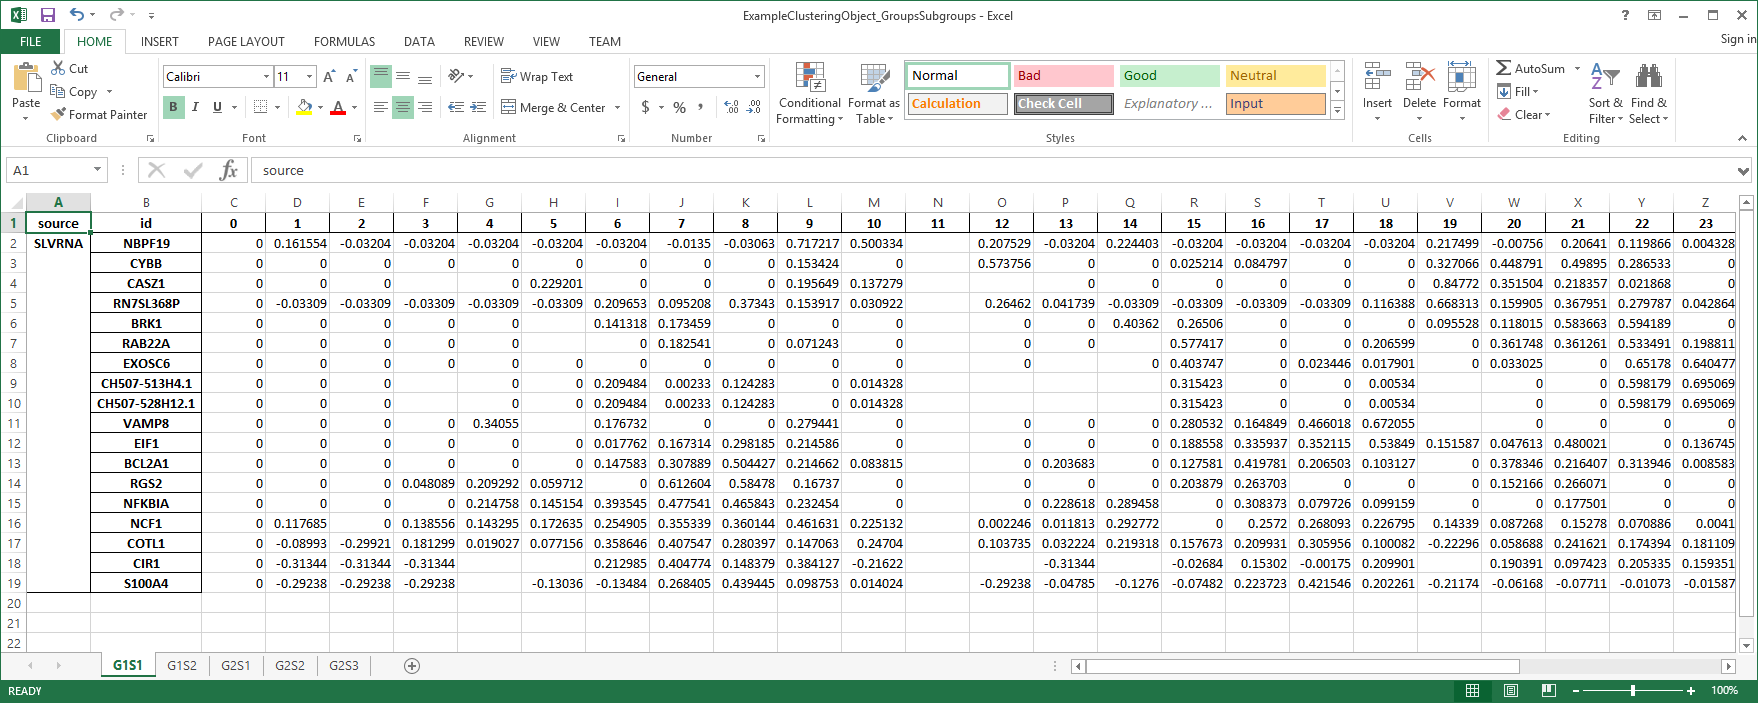 ExampleClusteringObject_GroupsSubgroups - Excel
FILE HOME INSERT PAGE LAYOUT FORMULAS DATA REVIEW VIEW TEAM Sign in
Paste
Cut
Copy
Format Painter
Clipboard
Calibri 11
B I U
Font
Wrap Text
Merge & Center
Alignment
General
$ % ,
Number
Conditional Formatting
Format as Table
Normal Bad Good Neutral
Calculation Check Cell Explanatory ... Input
Styles
Insert Delete Format
Cells
AutoSum
Fill
Clear
Sort & Filter
Find & Select
Editing
A1 fx source
A B C D E F G H I J K L M N O P Q R S T U V W X Y Z
1 source id 0 1 2 3 4 5 6 7 8 9 10 11 12 13 14 15 16 17 18 19 20 21 22 23
2 SLVRNA NBPF19 0 0.161554 -0.03204 -0.03204 -0.03204 -0.03204 -0.03204 -0.0135 -0.03063 0.717217 0.500334 0.207529 -0.03204 0.224403 -0.03204 -0.03204 -0.03204 -0.03204 0.217499 -0.00756 0.20641 0.119866 0.004328
3 CYBB 0 0 0 0 0 0 0 0 0 0.153424 0 0.573756 0 0 0.025214 0.084797 0 0 0.327066 0.448791 0.49895 0.286533 0
4 CASZ1 0 0 0 0 0 0.229201 0 0 0.195649 0.137279 0 0 0 0 0 0 0.84772 0.351504 0.218357 0.021868 0
5 RN7SL368P 0 -0.03309 -0.03309 -0.03309 -0.03309 -0.03309 0.209653 0.095208 0.37343 0.153917 0.030922 0.26462 0.041739 -0.03309 -0.03309 -0.03309 -0.03309 0.116388 0.668313 0.159905 0.367951 0.279787 0.042864
6 BRK1 0 0 0 0 0 0.141318 0.173459 0 0 0 0 0 0.40362 0.26506 0 0 0 0.095528 0.118015 0.583663 0.594189 0
7 RAB22A 0 0 0 0 0 0.182541 0 0.071243 0 0 0 0.577417 0 0 0.206599 0 0.361748 0.361261 0.533491 0.198811
8 EXOSC6 0 0 0 0 0 0 0 0 0 0 0 0 0 0.403747 0 0.023446 0.017901 0 0.033025 0 0.65178 0.640477
9 CH507-513H4.1 0 0 0 0 0 0.209484 0.00233 0.124283 0 0.014328 0.315423 0 0 0.00534 0 0 0.598179 0.695069
10 CH507-528H12.1 0 0 0 0 0 0.209484 0.00233 0.124283 0 0.014328 0.315423 0 0 0.00534 0 0 0.598179 0.695069
11 VAMP8 0 0 0 0 0.34055 0.176732 0 0 0.279441 0 0 0 0 0.280532 0.164849 0.466018 0.672055 0 0 0 0
12 EIF1 0 0 0 0 0 0 0.017762 0.167314 0.298185 0.214586 0 0 0 0 0.188558 0.335937 0.352115 0.53849 0.151587 0.047613 0.480021 0 0.136745
13 BCL2A1 0 0 0 0 0 0 0.147583 0.307889 0.504427 0.214662 0.083815 0 0.203683 0 0.127581 0.419781 0.206503 0.103127 0 0.378346 0.216407 0.313946 0.008583
14 RGS2 0 0 0 0.048089 0.209292 0.059712 0 0.612604 0.58478 0.16737 0 0 0 0 0.203879 0.263703 0 0 0 0.152166 0.266071 0 0
15 NFKBIA 0 0 0 0 0.214758 0.145154 0.393545 0.477541 0.465843 0.232454 0 0 0.228618 0.289458 0 0.308373 0.079726 0.099159 0 0 0.177501 0 0
16 NCF1 0 0.117685 0 0.138556 0.143295 0.172635 0.254905 0.355339 0.360144 0.461631 0.225132 0.002246 0.011813 0.292772 0 0.2572 0.268093 0.226795 0.14339 0.087268 0.15278 0.070886 0.0041
17 COTL1 0 -0.08993 -0.29921 0.181299 0.019027 0.077156 0.358646 0.407547 0.280397 0.147063 0.24704 0.103735 0.032224 0.219318 0.157673 0.209931 0.305956 0.100082 -0.22296 0.058688 0.241621 0.174394 0.181109
18 CIR1 0 -0.31344 -0.31344 -0.31344 0.212985 0.404774 0.148379 0.384127 -0.21622 -0.31344 -0.02684 0.15302 -0.00175 0.209901 0.190391 0.097423 0.205335 0.159351
19 S100A4 0 -0.29238 -0.29238 -0.29238 -0.13036 -0.13484 0.268405 0.439445 0.098753 0.014024 -0.29238 -0.04785 -0.1276 -0.07482 0.223723 0.421546 0.202261 -0.21174 -0.06168 -0.07711 -0.01073 -0.01587
20
21
22
G1S1 G1S2 G2S1 G2S2 G2S3
READY 100%